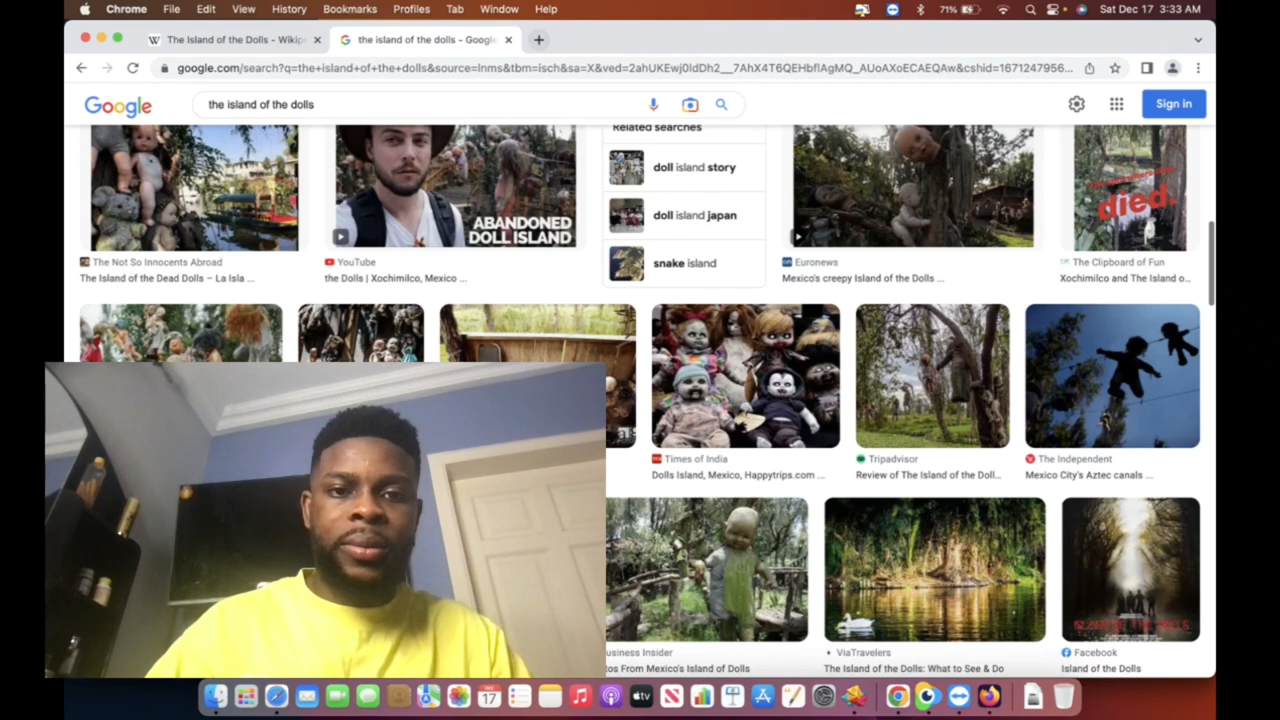 Chrome File Edit View History Bookmarks Profiles Tab Window Help 71% Sat Dec 17 3:33 AM
The Island of the Dolls - Wikip
the island of the dolls - Google
google.com/search?q=the+island+of+the+dolls&source=lnms&tbm=isch&sa=X&ved=2ahUKEwj0ldDh2__7AhX4T6QEHbflAgMQ_AUoAXoECAEQAw&cshid=1671247956...
Google
the island of the dolls
Sign in
Related searches
doll island story
doll island japan
snake island
ABANDONED
DOLL ISLAND
died.
The Not So Innocents Abroad
The Island of the Dead Dolls – La Isla ...
YouTube
the Dolls | Xochimilco, Mexico ...
Euronews
Mexico's creepy Island of the Dolls ...
The Clipboard of Fun
Xochimilco and The Island o...
Times of India
Dolls Island, Mexico, Happytrips.com ...
Tripadvisor
Review of The Island of the Doll...
The Independent
Mexico City's Aztec canals ...
usiness Insider
tos From Mexico's Island of Dolls
ViaTravelers
The Island of the Dolls: What to See & Do
ISLAND OF THE DOLLS
Facebook
Island of the Dolls
DEC
17